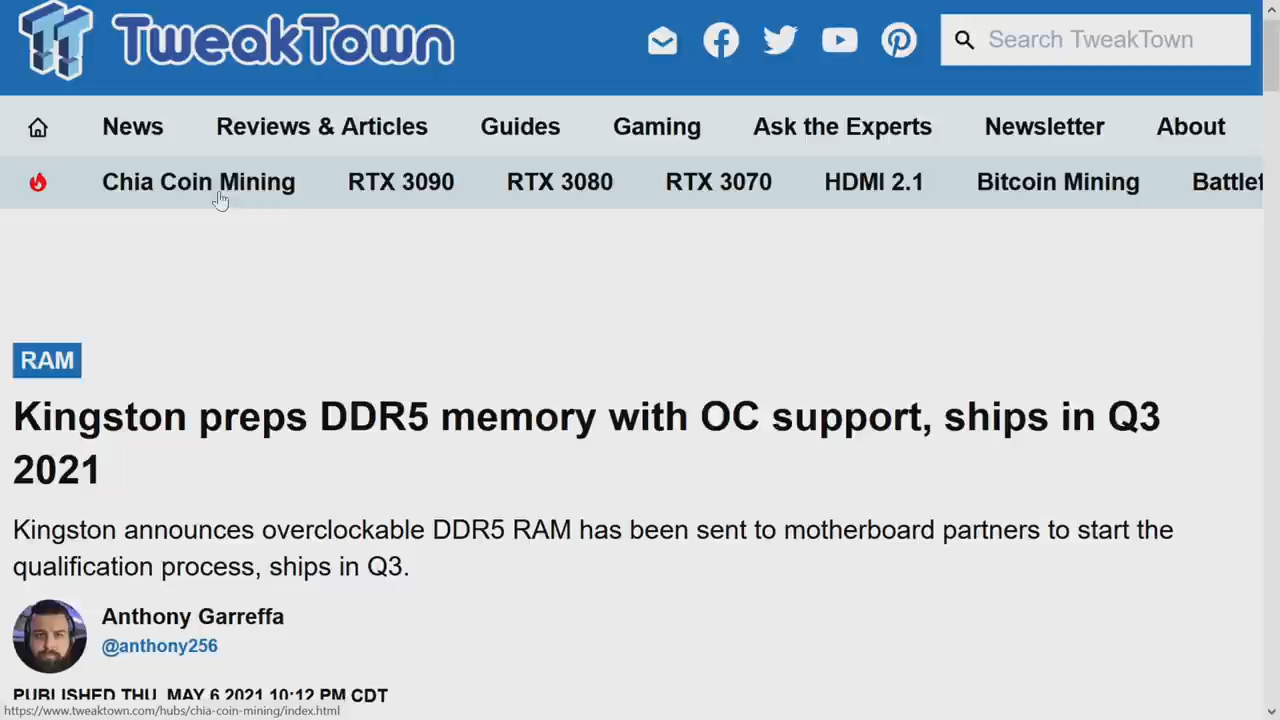 TweakTown
Search TweakTown
News Reviews & Articles Guides Gaming Ask the Experts Newsletter About
Chia Coin Mining RTX 3090 RTX 3080 RTX 3070 HDMI 2.1 Bitcoin Mining Battlef
RAM
Kingston preps DDR5 memory with OC support, ships in Q3
2021
Kingston announces overclockable DDR5 RAM has been sent to motherboard partners to start the
qualification process, ships in Q3.
Anthony Garreffa
@anthony256
PUBLISHED THU, MAY 6 2021 10:12 PM CDT
https://www.tweaktown.com/hubs/chia-coin-mining/index.html